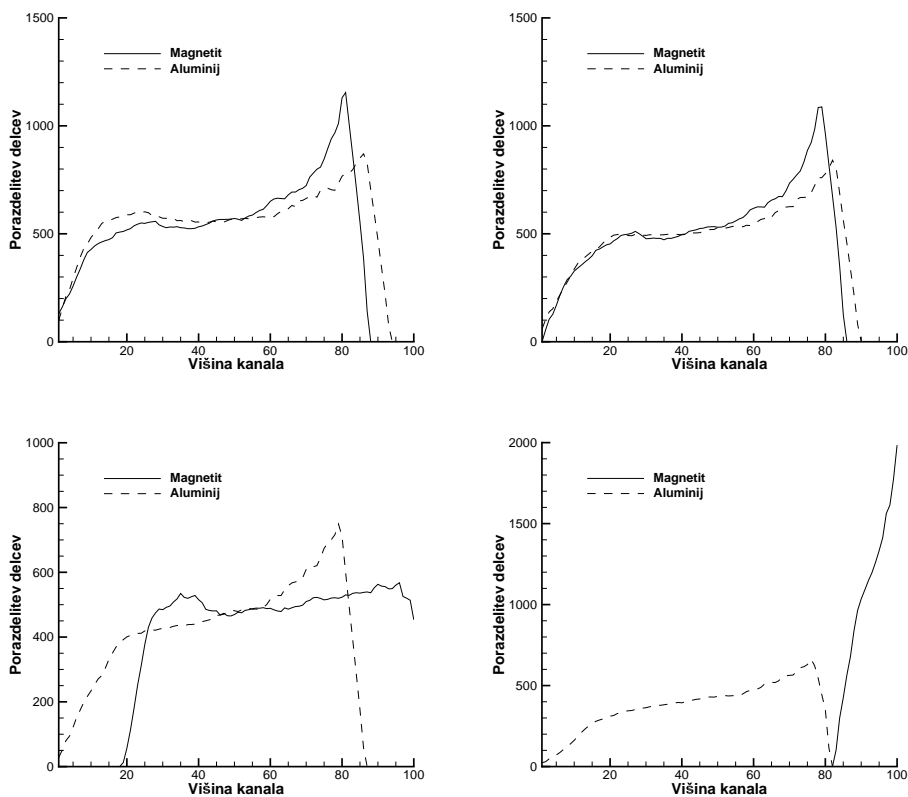 1500
Magnetit
Aluminij
1000
500
0
20 40 60 80 100
Višina kanala
Porazdelitev delcev
1500
Magnetit
Aluminij
1000
500
0
20 40 60 80 100
Višina kanala
Porazdelitev delcev
1000
Magnetit
Aluminij
800
600
400
200
0
20 40 60 80 100
Višina kanala
Porazdelitev delcev
2000
Magnetit
Aluminij
1500
1000
500
0
20 40 60 80 100
Višina kanala
Porazdelitev delcev